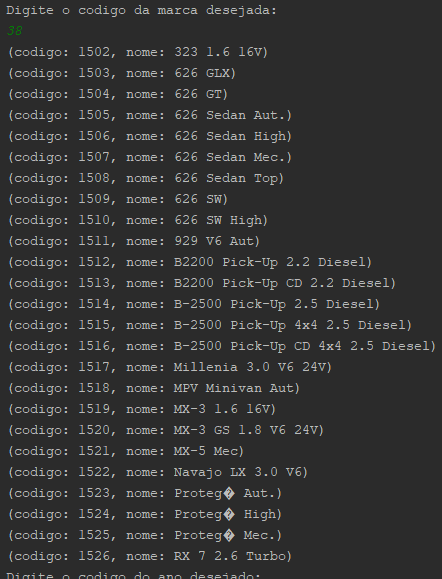 Digite o codigo da marca desejada:
38
(codigo: 1502, nome: 323 1.6 16V)
(codigo: 1503, nome: 626 GLX)
(codigo: 1504, nome: 626 GT)
(codigo: 1505, nome: 626 Sedan Aut.)
(codigo: 1506, nome: 626 Sedan High)
(codigo: 1507, nome: 626 Sedan Mec.)
(codigo: 1508, nome: 626 Sedan Top)
(codigo: 1509, nome: 626 SW)
(codigo: 1510, nome: 626 SW High)
(codigo: 1511, nome: 929 V6 Aut)
(codigo: 1512, nome: B2200 Pick-Up 2.2 Diesel)
(codigo: 1513, nome: B2200 Pick-Up CD 2.2 Diesel)
(codigo: 1514, nome: B-2500 Pick-Up 2.5 Diesel)
(codigo: 1515, nome: B-2500 Pick-Up 4x4 2.5 Diesel)
(codigo: 1516, nome: B-2500 Pick-Up CD 4x4 2.5 Diesel)
(codigo: 1517, nome: Millenia 3.0 V6 24V)
(codigo: 1518, nome: MPV Minivan Aut)
(codigo: 1519, nome: MX-3 1.6 16V)
(codigo: 1520, nome: MX-3 GS 1.8 V6 24V)
(codigo: 1521, nome: MX-5 Mec)
(codigo: 1522, nome: Navajo LX 3.0 V6)
(codigo: 1523, nome: Proteg� Aut.)
(codigo: 1524, nome: Proteg� High)
(codigo: 1525, nome: Proteg� Mec.)
(codigo: 1526, nome: RX 7 2.6 Turbo)
Digite o codigo do ano desejado: